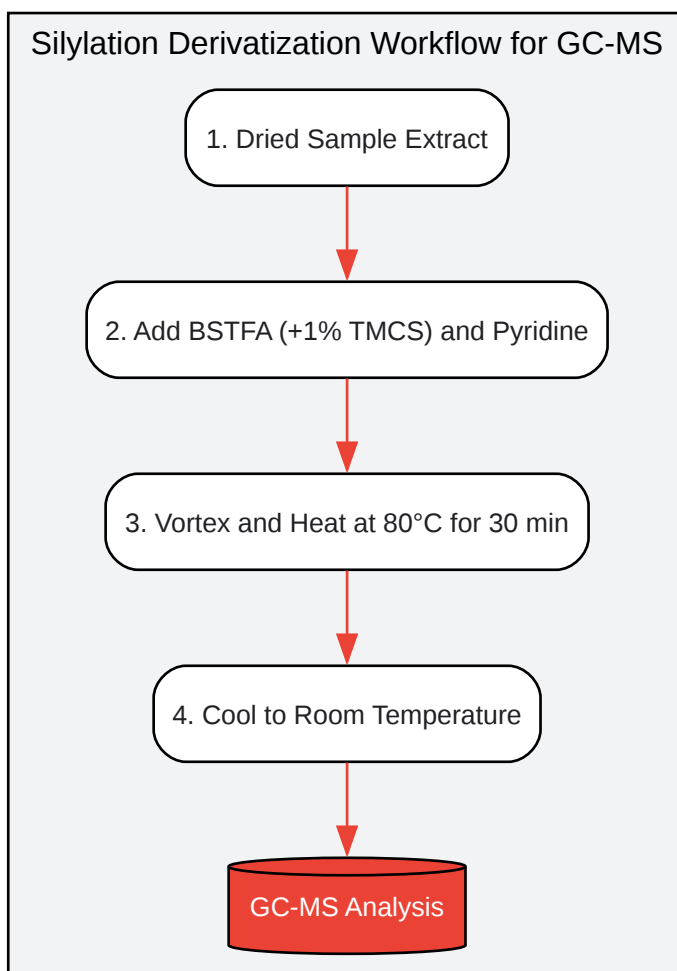 Silylation Derivatization Workflow for GC-MS
1. Dried Sample Extract
2. Add BSTFA (+1% TMCS) and Pyridine
3. Vortex and Heat at 80°C for 30 min
4. Cool to Room Temperature
GC-MS Analysis